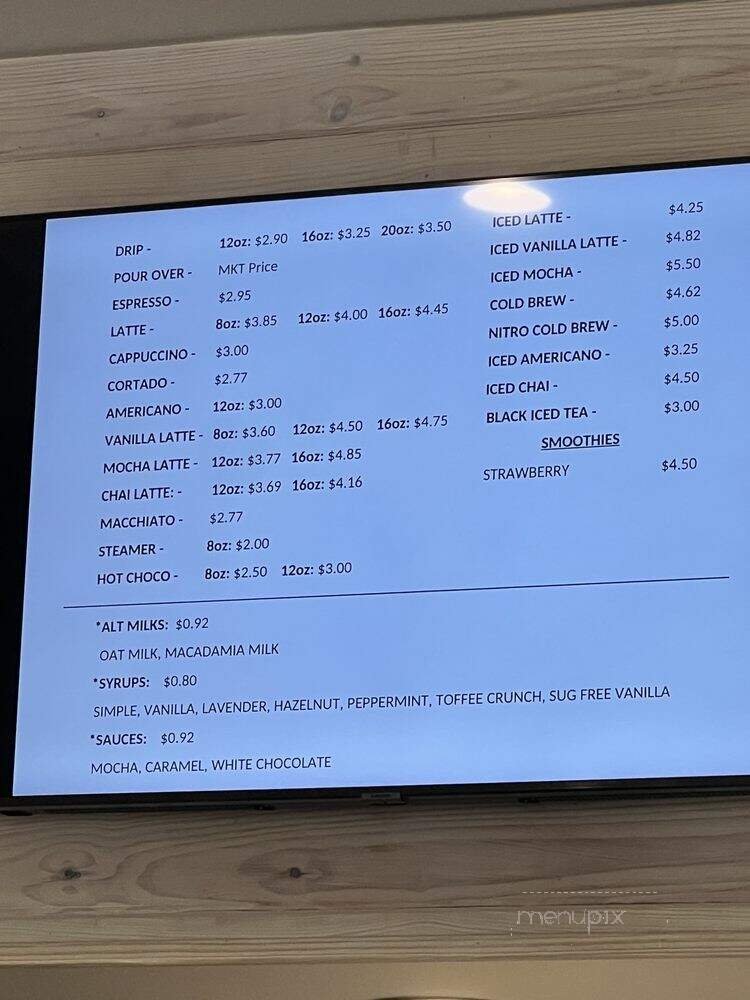 DRIP - 12oz: $2.90 16oz: $3.25 20oz: $3.50
POUR OVER - MKT Price
ESPRESSO - $2.95
LATTE - 8oz: $3.85 12oz: $4.00 16oz: $4.45
CAPPUCCINO - $3.00
CORTADO - $2.77
AMERICANO - 12oz: $3.00
VANILLA LATTE - 8oz: $3.60 12oz: $4.50 16oz: $4.75
MOCHA LATTE - 12oz: $3.77 16oz: $4.85
CHAI LATTE: - 12oz: $3.69 16oz: $4.16
MACCHIATO - $2.77
STEAMER - 8oz: $2.00
HOT CHOCO - 8oz: $2.50 12oz: $3.00
ICED LATTE - $4.25
ICED VANILLA LATTE - $4.82
ICED MOCHA - $5.50
COLD BREW - $4.62
NITRO COLD BREW - $5.00
ICED AMERICANO - $3.25
ICED CHAI - $4.50
BLACK ICED TEA - $3.00
SMOOTHIES
STRAWBERRY $4.50
*ALT MILKS: $0.92
OAT MILK, MACADAMIA MILK
*SYRUPS: $0.80
SIMPLE, VANILLA, LAVENDER, HAZELNUT, PEPPERMINT, TOFFEE CRUNCH, SUG FREE VANILLA
*SAUCES: $0.92
MOCHA, CARAMEL, WHITE CHOCOLATE
menupix